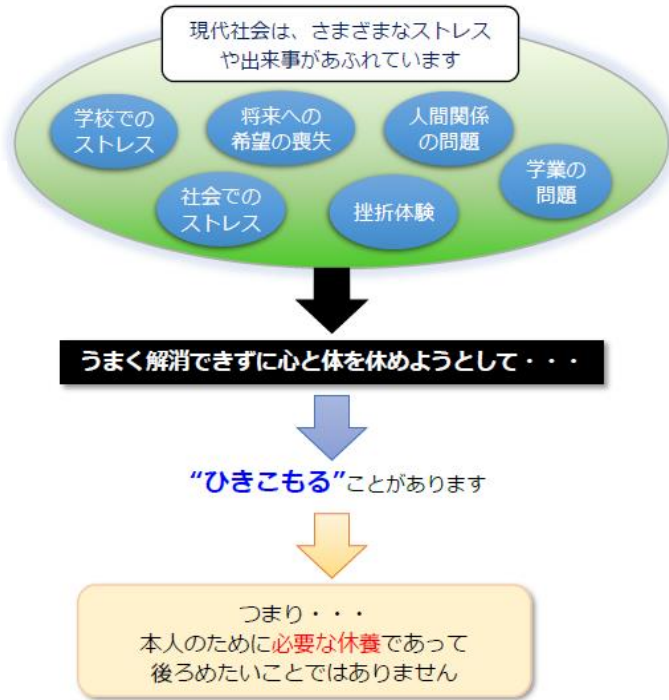 現代社会は、さまざまなストレス
や出来事があふれています
学校での
ストレス
将来への
希望の喪失
人間関係
の問題
学業の
問題
社会での
ストレス
挫折体験
うまく解消できずに心と体を休めようとして・・・
“ひきこもる”ことがあります
つまり・・・
本人のために必要な休養であって
後ろめたいことではありません